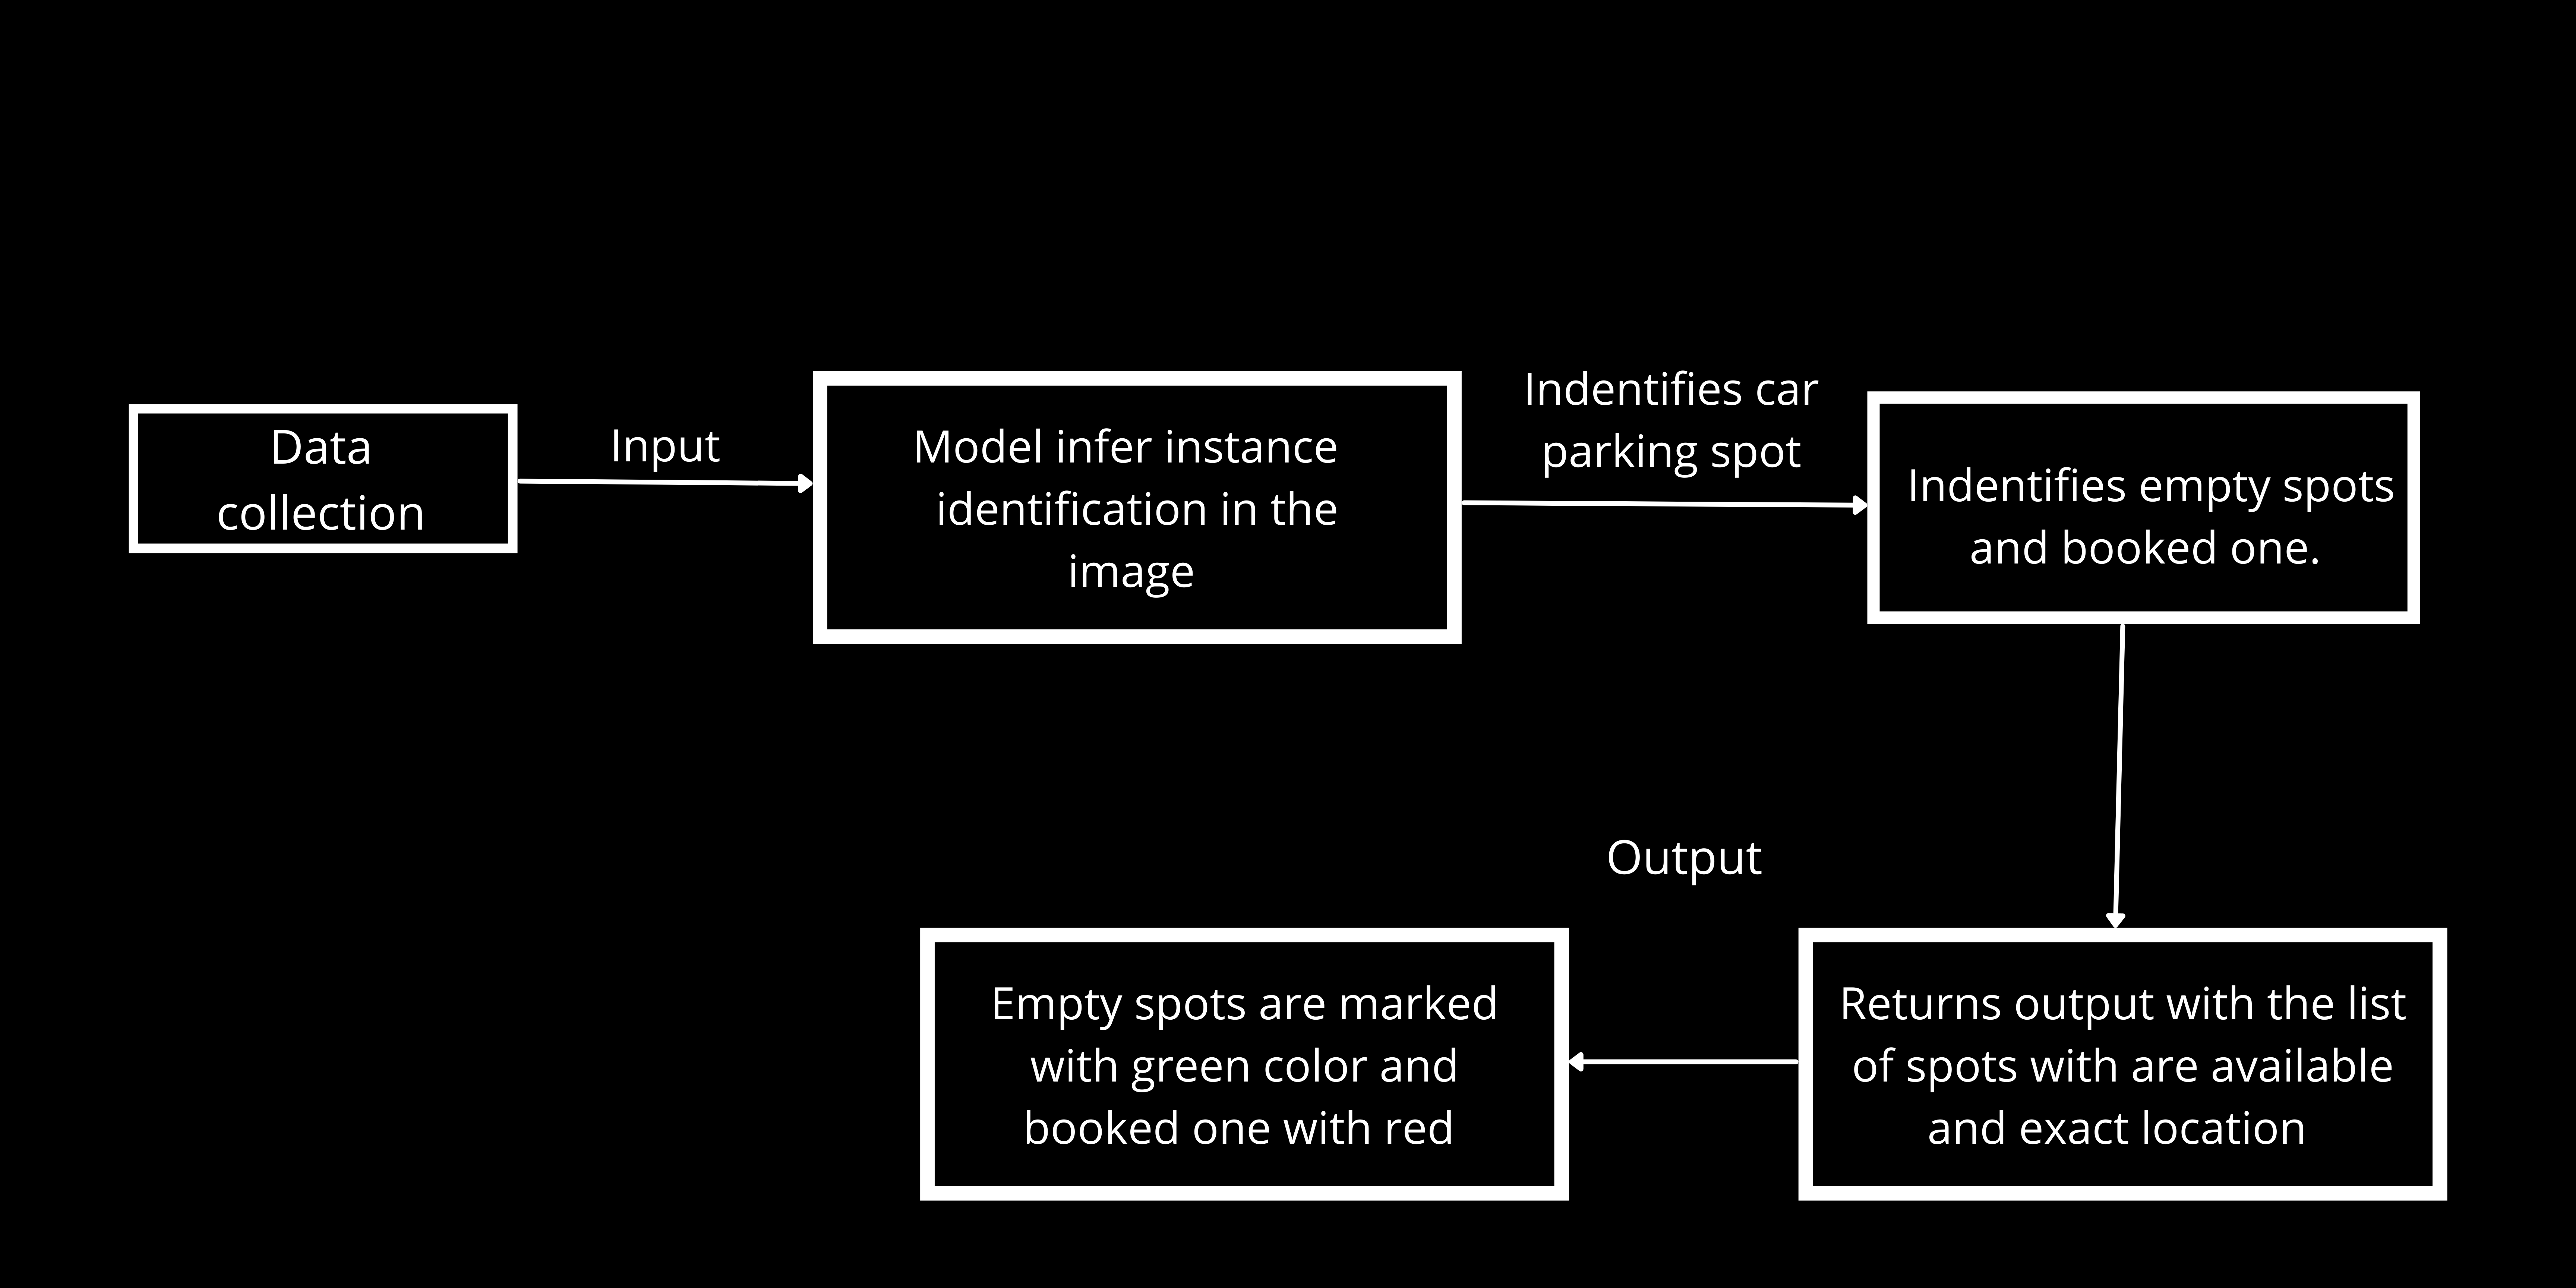 Data
collection
Input
Model infer instance
identification in the
image
Indentifies car
parking spot
Indentifies empty spots
and booked one.
Returns output with the list
of spots with are available
and exact location
Output
Empty spots are marked
with green color and
booked one with red